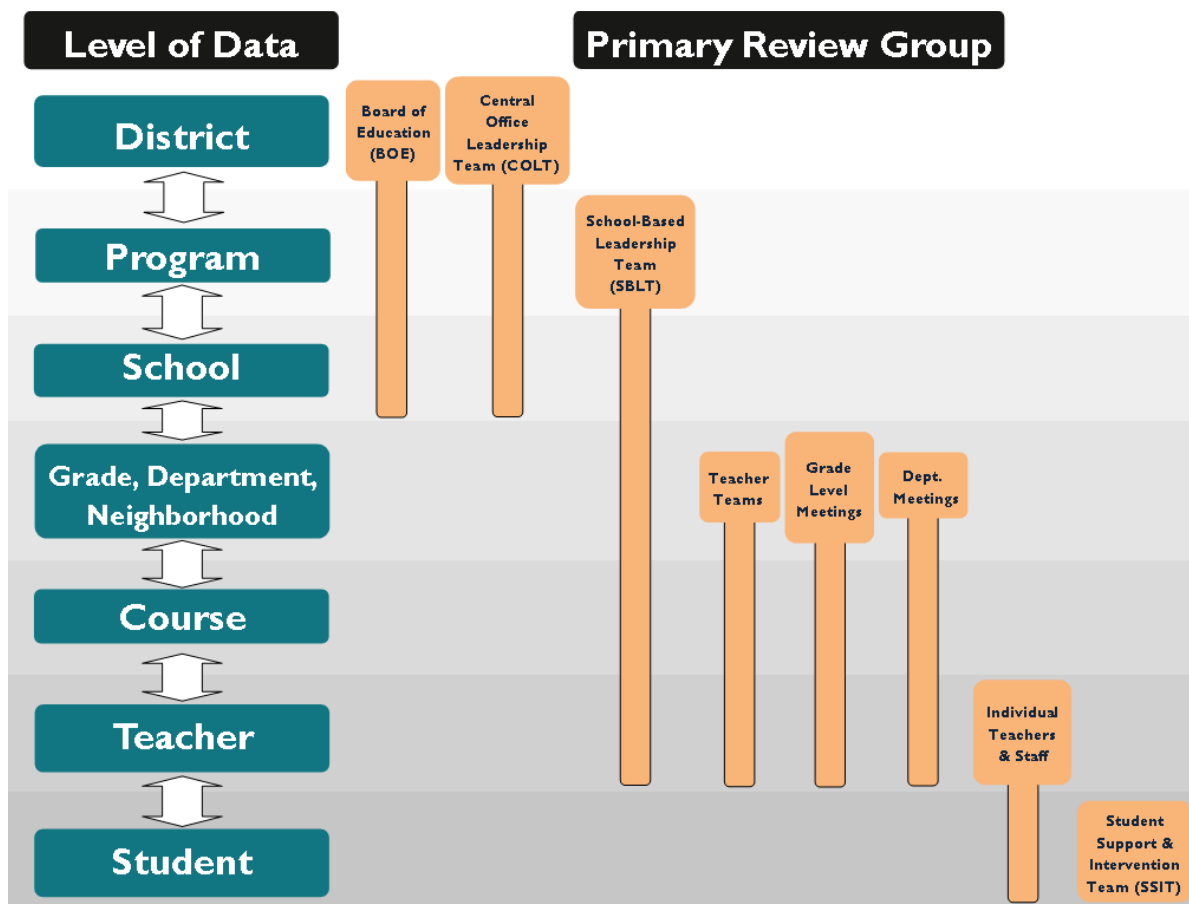 Level of Data
Primary Review Group
District
Board of
Education
(BOE)
Central
Office
Leadership
Team (COLT)
Program
School-Based
Leadership
Team
(SBLT)
School
Grade, Department,
Neighborhood
Teacher
Teams
Grade
Level
Meetings
Dept.
Meetings
Course
Teacher
Individual
Teachers
& Staff
Student
Student
Support &
Intervention
Team (SSIT)